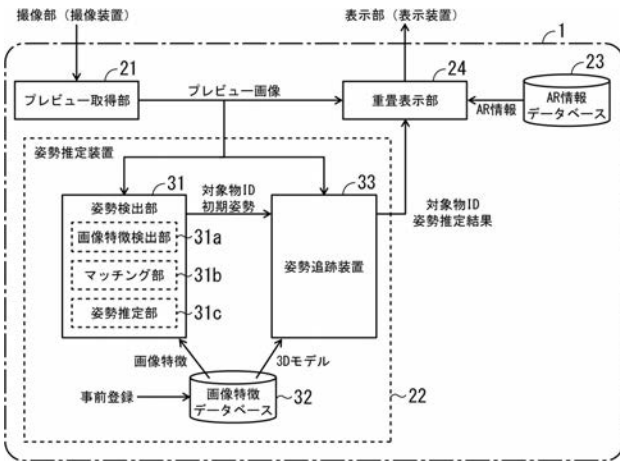 撮像部（撮像装置）
表示部（表示装置）
1
21
24
23
プレビュー取得部
プレビュー画像
重畳表示部
AR情報
AR情報
データベース
姿勢推定装置
31
対象物ID
初期姿勢
33
姿勢検出部
画像特徴検出部
31a
マッチング部
31b
姿勢推定部
31c
姿勢追跡装置
対象物ID
姿勢推定結果
画像特徴
3Dモデル
事前登録
画像特徴
データベース
32
22